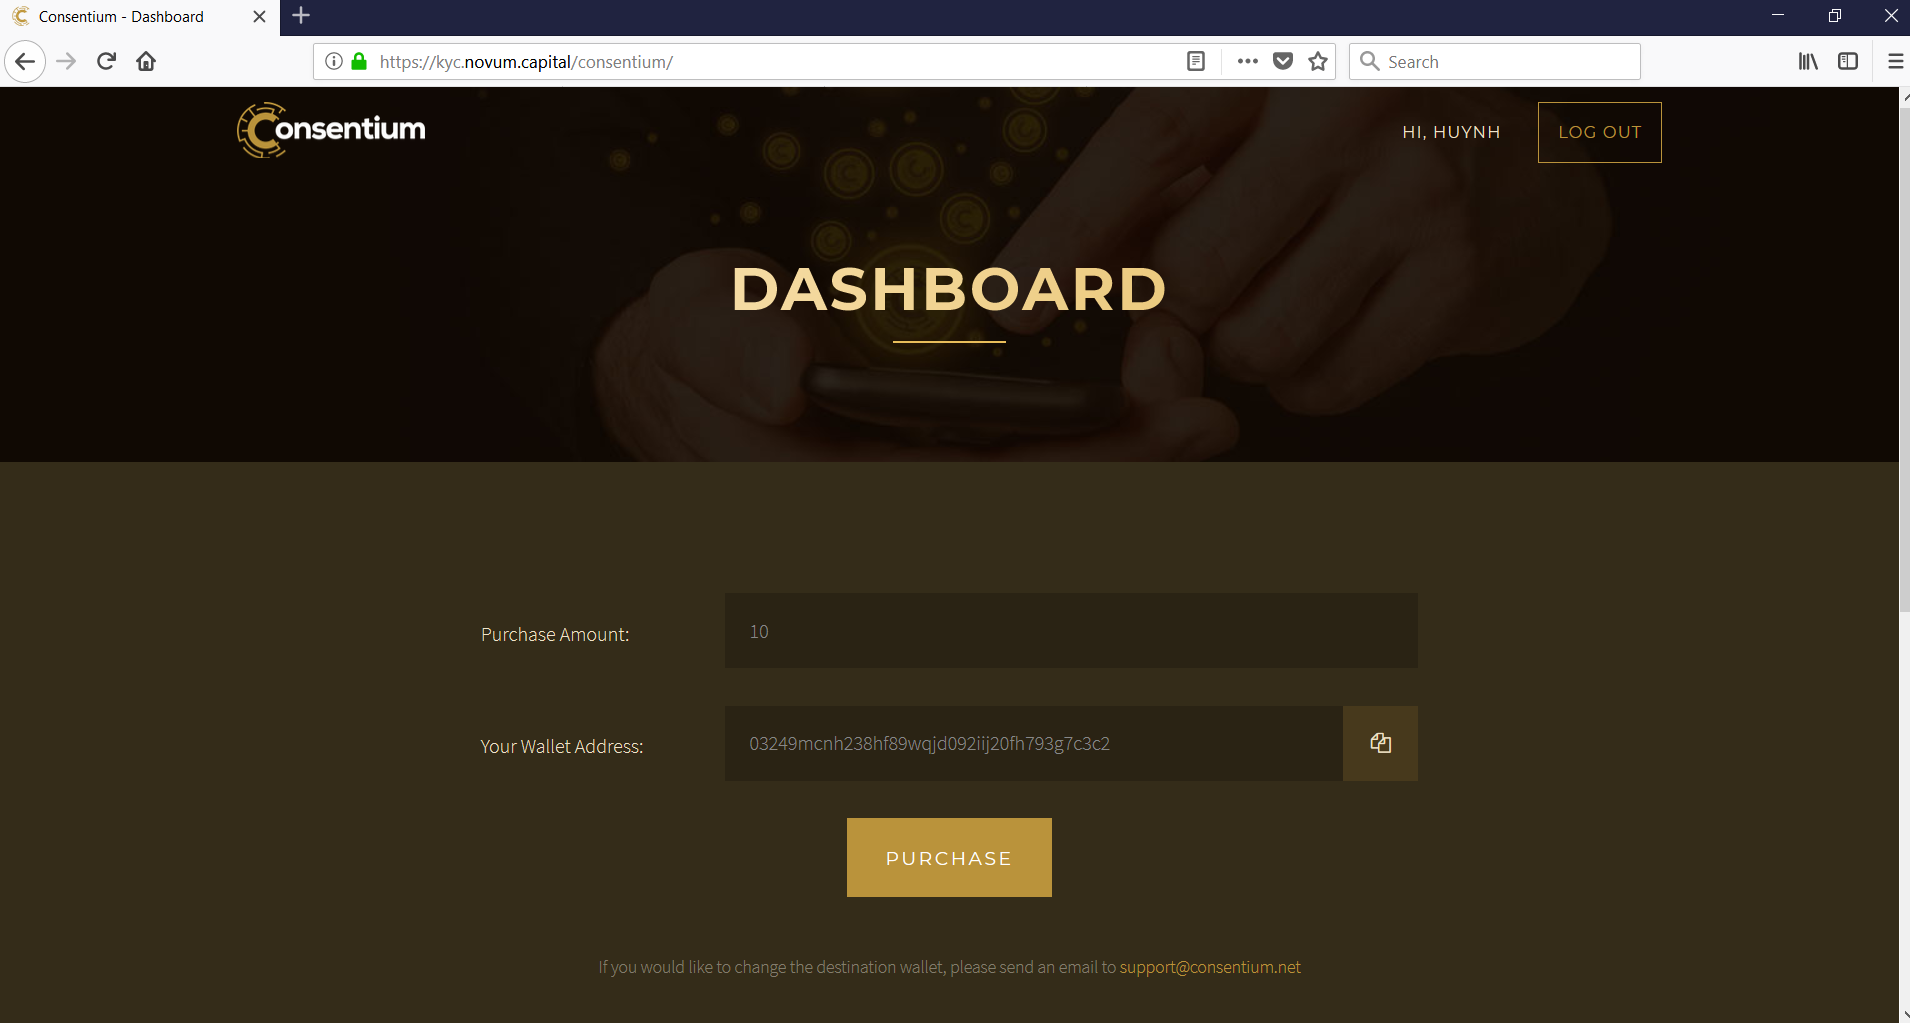 Consentium - Dashboard
https://kyc.novum.capital/consentium/
Search
Consentium
HI, HUYNH
LOG OUT
DASHBOARD
Purchase Amount:
10
Your Wallet Address:
03249mcnh238hf89wqjd092iij20fh793g7c3c2
PURCHASE
If you would like to change the destination wallet, please send an email to support@consentium.net